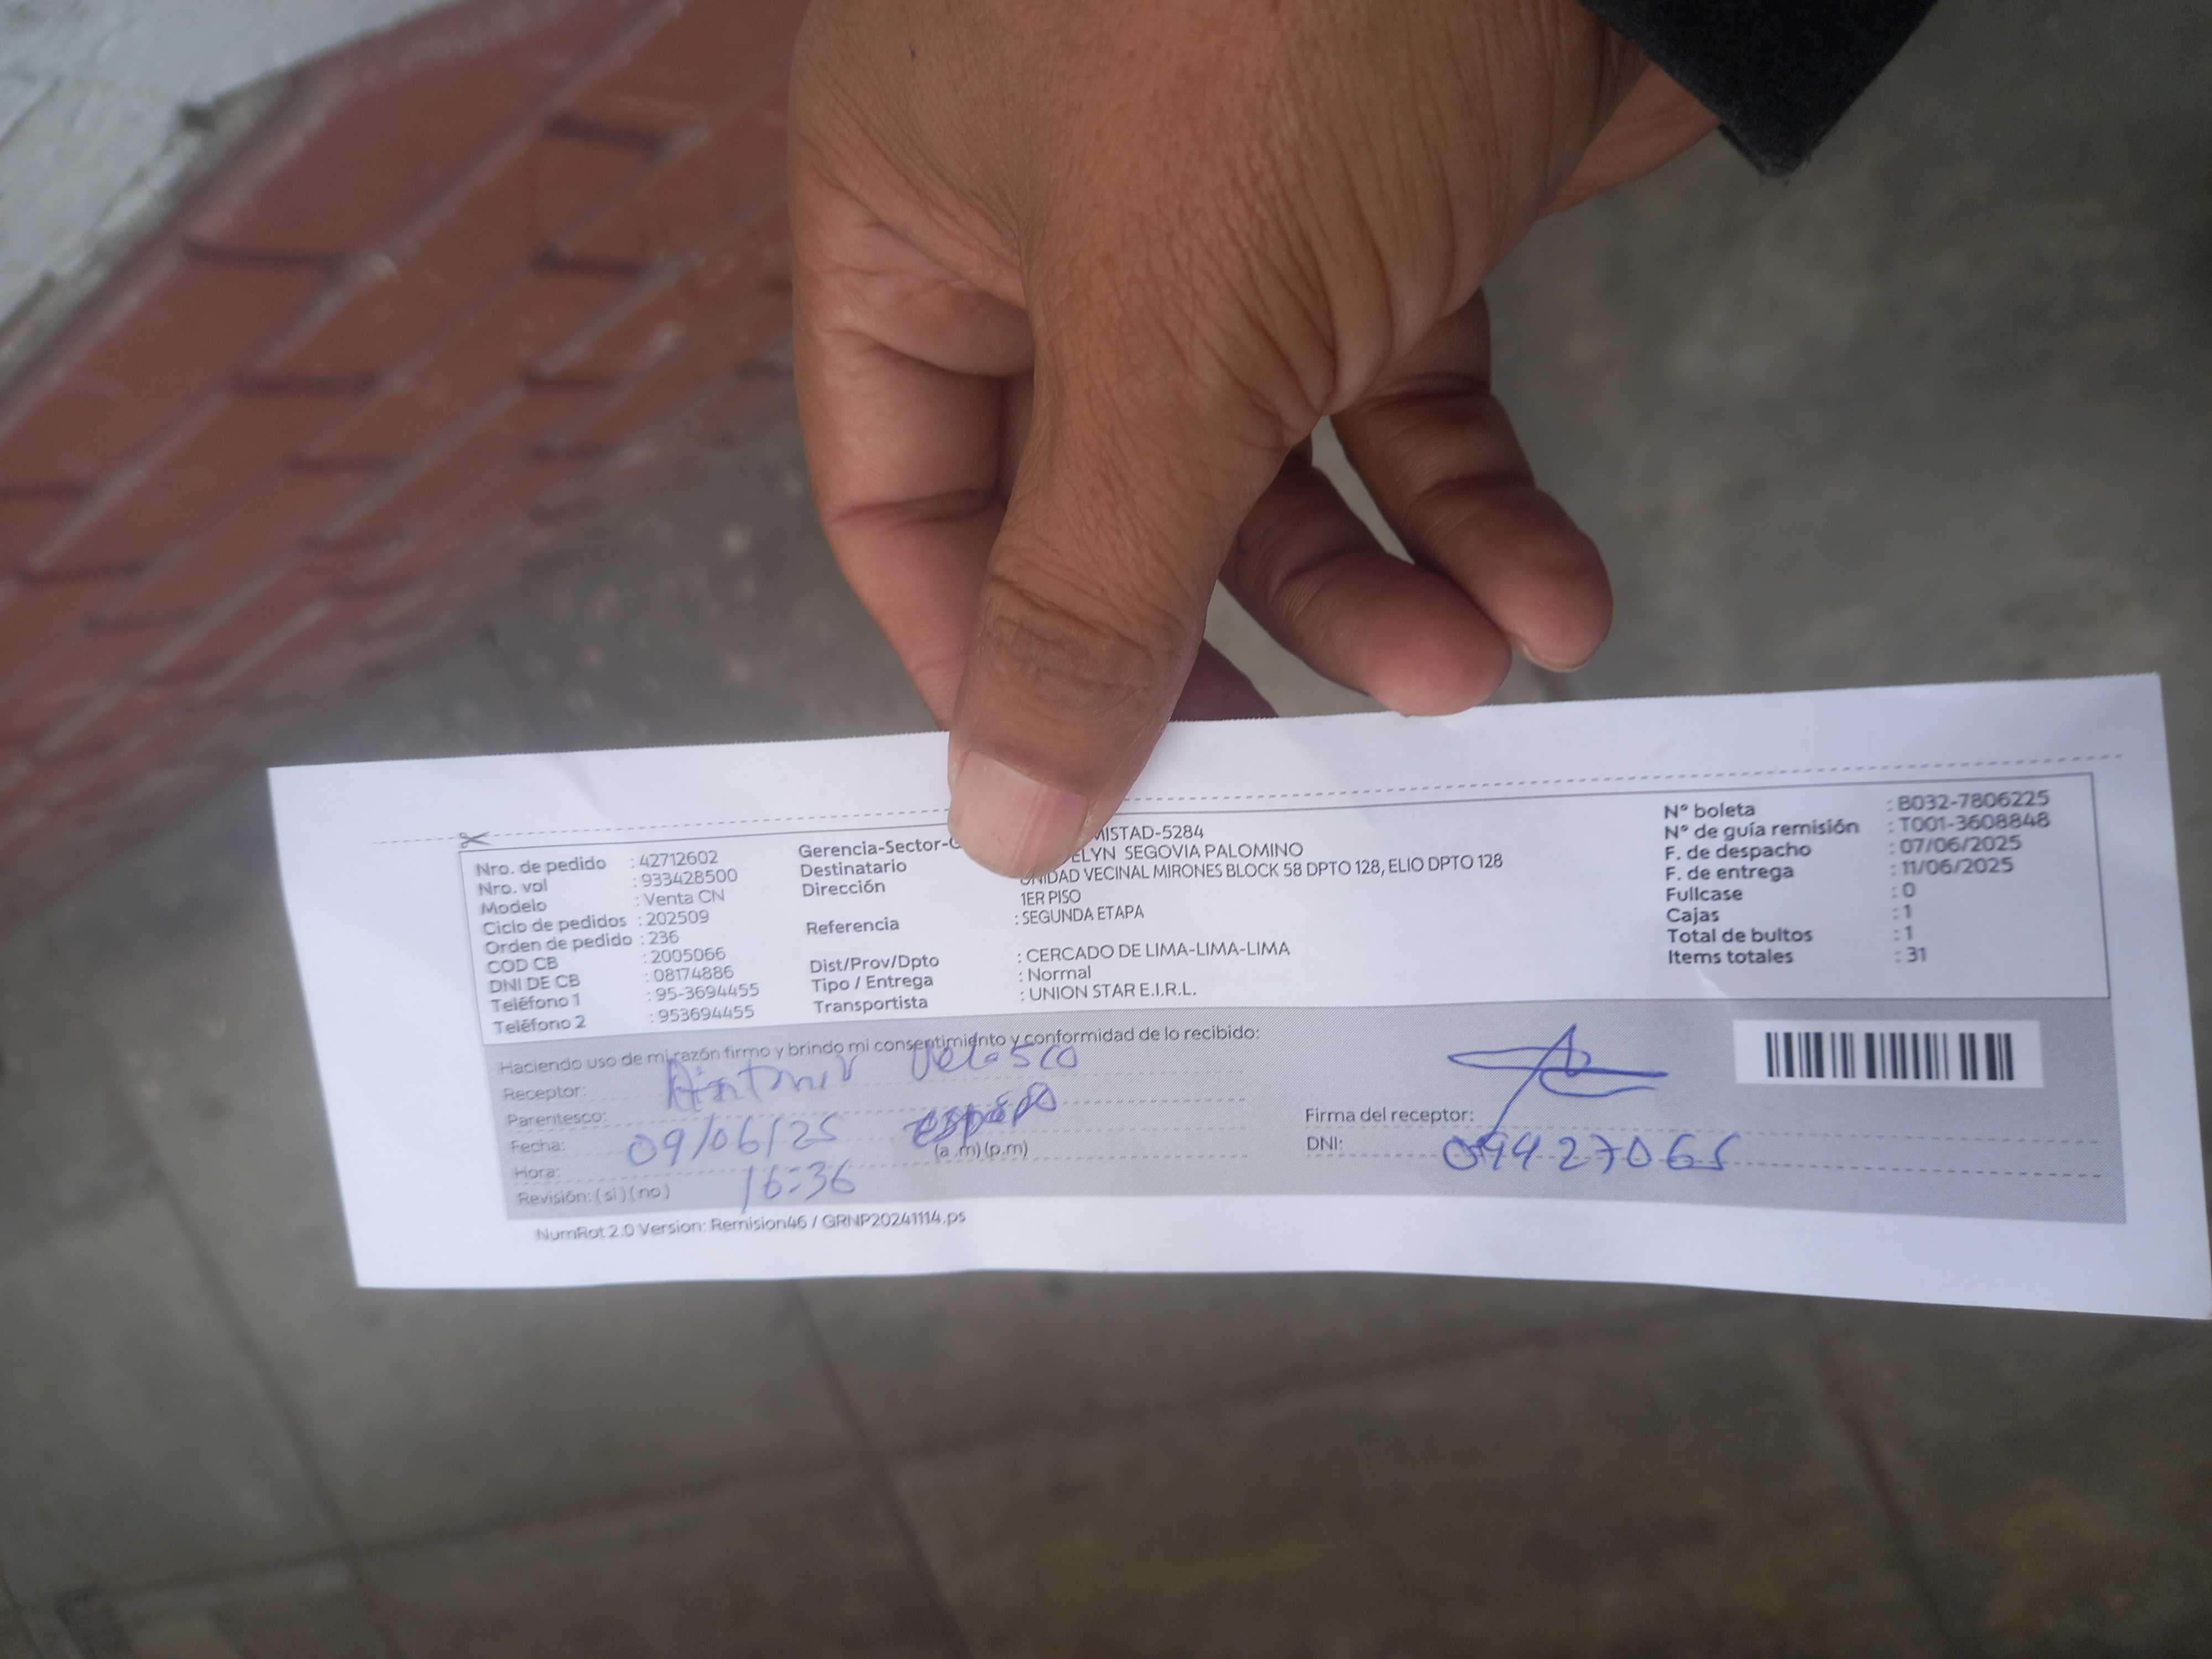 Nro. de pedido : 42712602
Nro. vol : 933428500
Modelo : Venta CN
Ciclo de pedidos : 202509
Orden de pedido : 236
COD CB : 2005066
DNI DE CB : 08174886
Teléfono 1 : 95-3694455
Teléfono 2 : 953694455
Gerencia-Sector- MISTAD-5284
Destinatario ELYN SEGOVIA PALOMINO
Dirección UNIDAD VECINAL MIRONES BLOCK 58 DPTO 128, ELIO DPTO 128
1ER PISO
Referencia : SEGUNDA ETAPA
Dist/Prov/Dpto : CERCADO DE LIMA-LIMA-LIMA
Tipo / Entrega : Normal
Transportista : UNION STAR E.I.R.L.
Nº boleta : B032-7806225
Nº de guía remisión : T001-3608848
F. de despacho : 07/06/2025
F. de entrega : 11/06/2025
Fullcase : 0
Cajas : 1
Total de bultos : 1
Items totales : 31
Haciendo uso de mi razón firmo y brindo mi consentimiento y conformidad de lo recibido:
Receptor: Velasco
Parentesco:
Fecha: 09/06/25
Hora: (a .m) (p.m)
Revisión: (si) (no) 16:36
Firma del receptor:
DNI: 09427065
NumRot 2.0 Version: Remision46 / GRNP20241114.ps